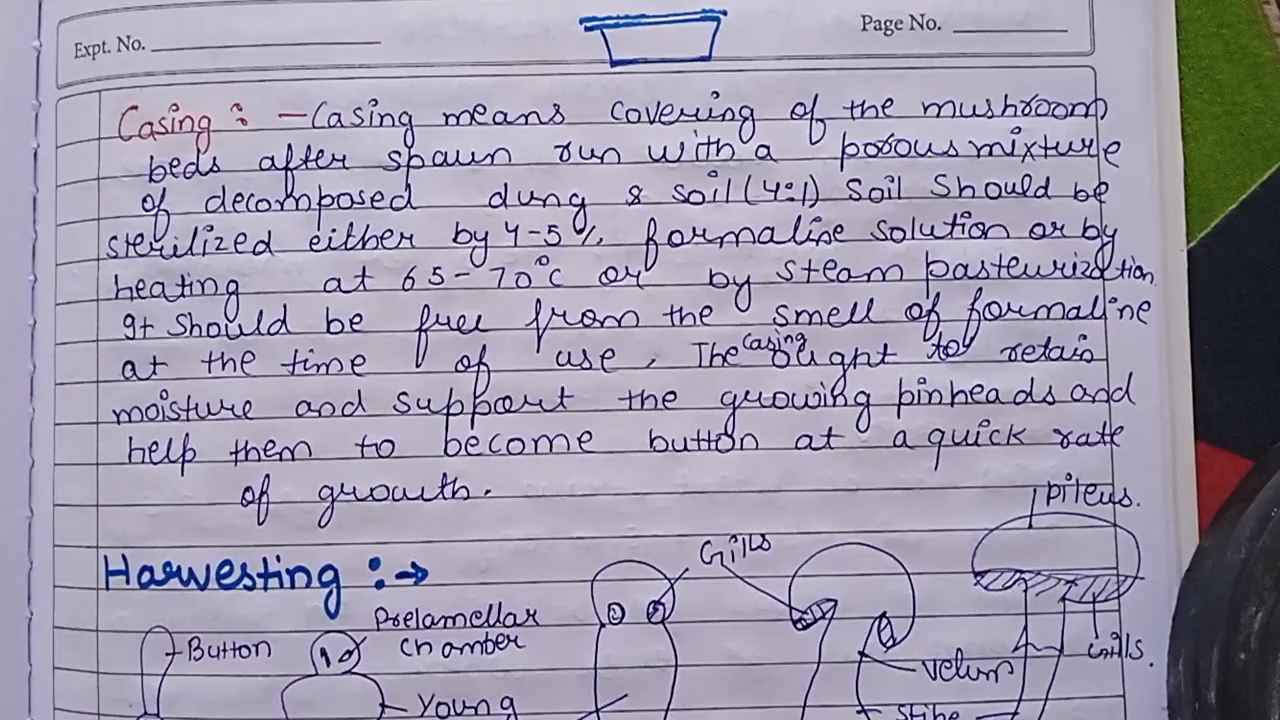 Expt. No.
Page No.
Casing : - Casing means covering of the mushroom
beds after spawn run with a porous mixture
of decomposed dung & soil (4:1) Soil Should be
sterilized either by 4-5% formaline solution or by
heating at 65-70°C or by steam pasteurization
It should be free from the smell of formaline
at the time of use, The casing ought to retain
moisture and support the growing pinheads and
help them to become button at a quick rate
of growth.
Pileus.
Harvesting :→
Gills
Prelamellar
chamber
Button
Gills.
Velum
Young
Stipe